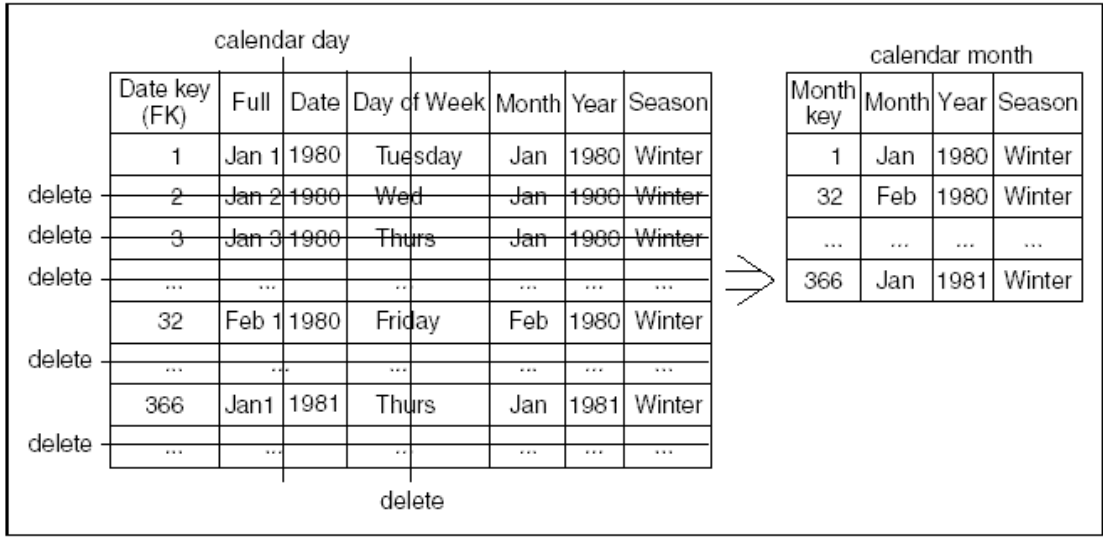 calendar day
Date key (FK) Full Date Day of Week Month Year Season
1 Jan 1 1980 Tuesday Jan 1980 Winter
delete 2 Jan 2 1980 Wed Jan 1980 Winter
delete 3 Jan 3 1980 Thurs Jan 1980 Winter
delete ... ... ... ... ... ...
32 Feb 1 1980 Friday Feb 1980 Winter
delete ... ... ... ... ... ...
366 Jan1 1981 Thurs Jan 1981 Winter
delete ... ... ... ... ... ...
delete
calendar month
Month key Month Year Season
1 Jan 1980 Winter
32 Feb 1980 Winter
... ... ... ...
366 Jan 1981 Winter